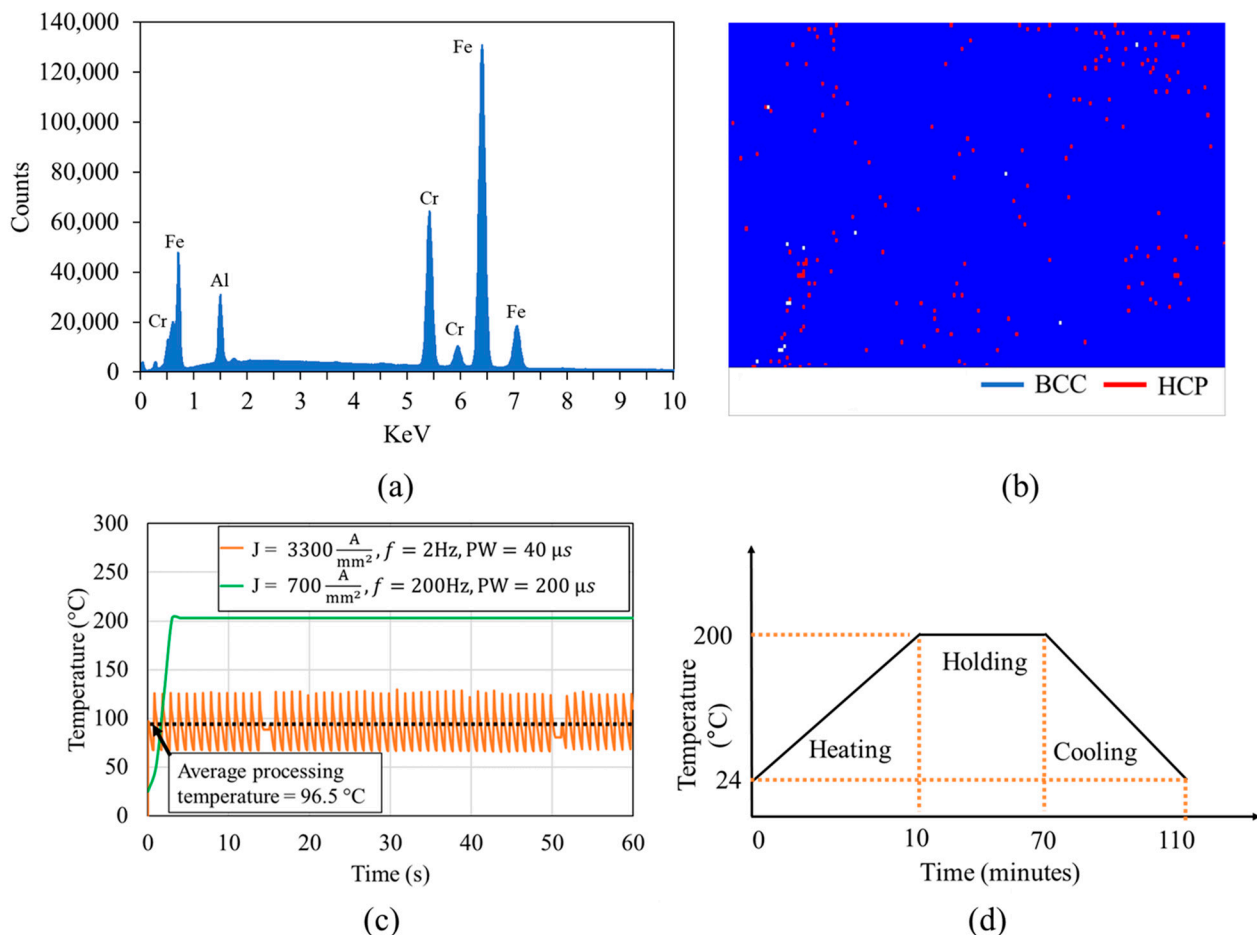 140,000
120,000
100,000
80,000
60,000
40,000
20,000
0
Counts
Cr
Fe
Al
Cr
Cr
Fe
Fe
0 1 2 3 4 5 6 7 8 9 10
KeV
(a)
BCC HCP
(b)
300
250
200
150
100
50
0
Temperature (°C)
J = 3300 A/mm², f = 2Hz, PW = 40 μs
J = 700 A/mm², f = 200Hz, PW = 200 μs
Average processing
temperature = 96.5 °C
0 10 20 30 40 50 60
Time (s)
(c)
Temperature
(°C)
200
24
Heating
Holding
Cooling
0 10 70 110
Time (minutes)
(d)